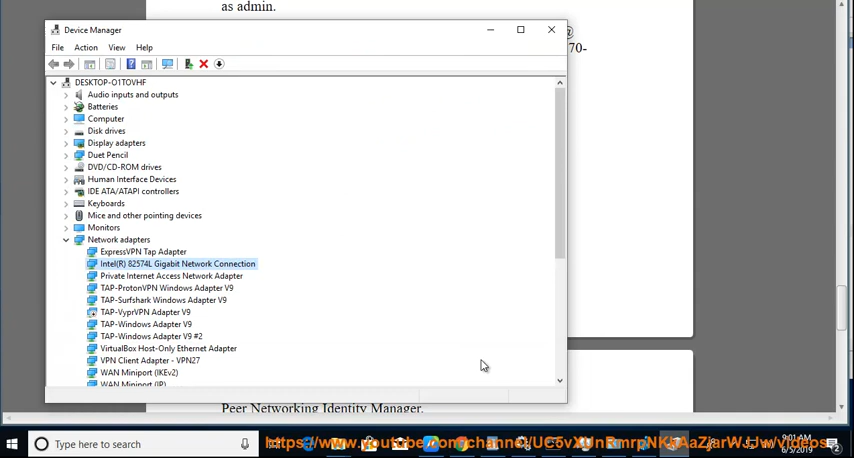 as admin.
Device Manager
@
70-
File Action View Help
DESKTOP-O1TOVHF
Audio inputs and outputs
Batteries
Computer
Disk drives
Display adapters
Duet Pencil
DVD/CD-ROM drives
Human Interface Devices
IDE ATA/ATAPI controllers
Keyboards
Mice and other pointing devices
Monitors
Network adapters
ExpressVPN Tap Adapter
Intel(R) 82574L Gigabit Network Connection
Private Internet Access Network Adapter
TAP-ProtonVPN Windows Adapter V9
TAP-Surfshark Windows Adapter V9
TAP-VyprVPN Adapter V9
TAP-Windows Adapter V9
TAP-Windows Adapter V9 #2
VirtualBox Host-Only Ethernet Adapter
VPN Client Adapter - VPN27
WAN Miniport (IKEv2)
WAN Miniport (IP)
Peer Networking Identity Manager.
Type here to search
9:01 AM
6/5/2019
2